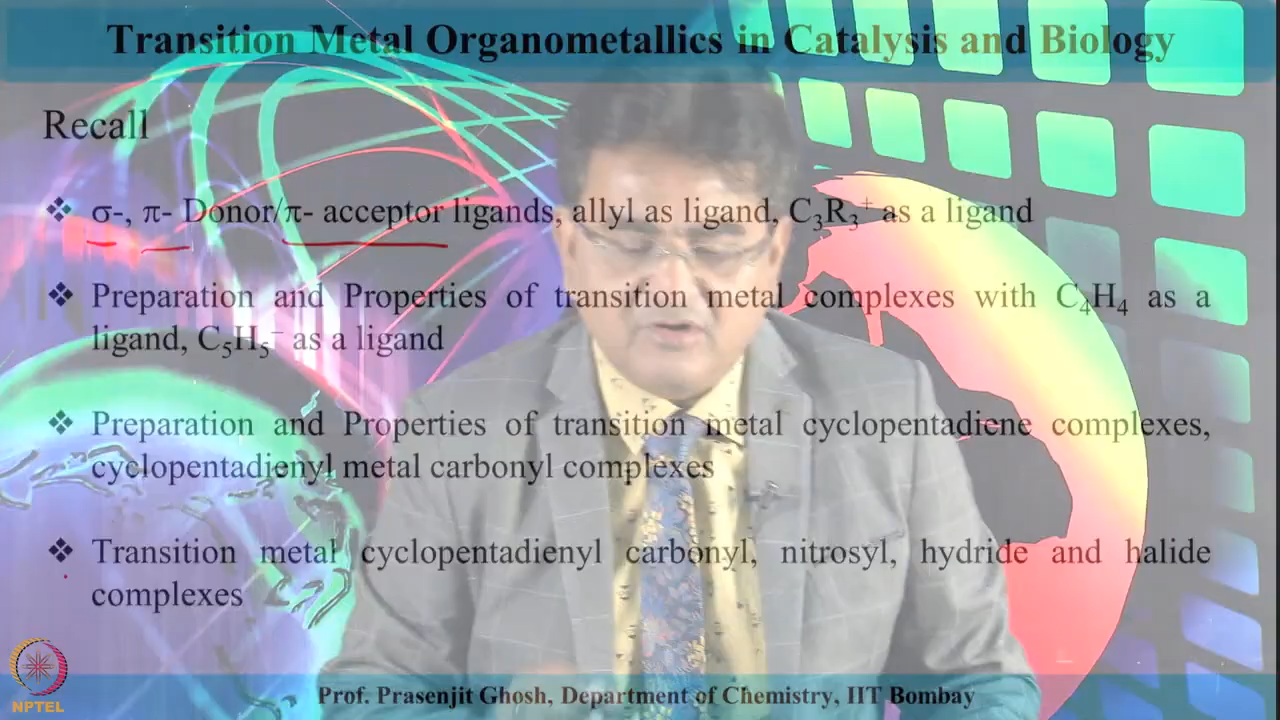 Transition Metal Organometallics in Catalysis and Biology
Recall
❖ σ-, π- Donor/π- acceptor ligands, allyl as ligand, C₃R₃⁺ as a ligand
❖ Preparation and Properties of transition metal complexes with C₄H₄ as a
ligand, C₅H₅⁻ as a ligand
❖ Preparation and Properties of transition metal cyclopentadiene complexes,
cyclopentadienyl metal carbonyl complexes
❖ Transition metal cyclopentadienyl carbonyl, nitrosyl, hydride and halide
complexes
NPTEL
Prof. Prasenjit Ghosh, Department of Chemistry, IIT Bombay